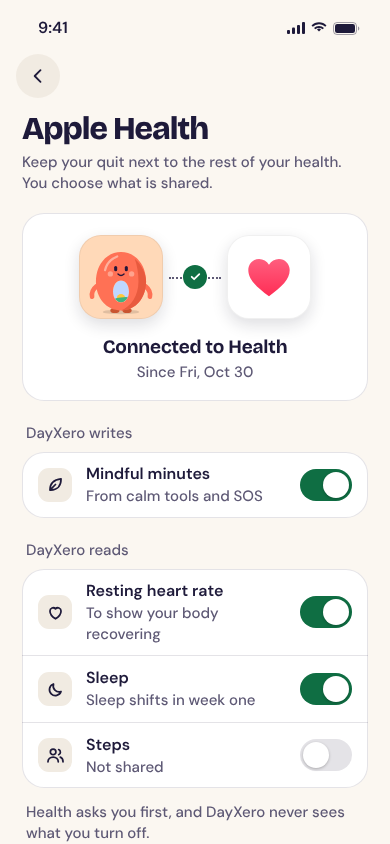 9:41
Apple Health
Keep your quit next to the rest of your health.
You choose what is shared.
Connected to Health
Since Fri, Oct 30
DayXero writes
Mindful minutes
From calm tools and SOS
DayXero reads
Resting heart rate
To show your body
recovering
Sleep
Sleep shifts in week one
Steps
Not shared
Health asks you first, and DayXero never sees
what you turn off.